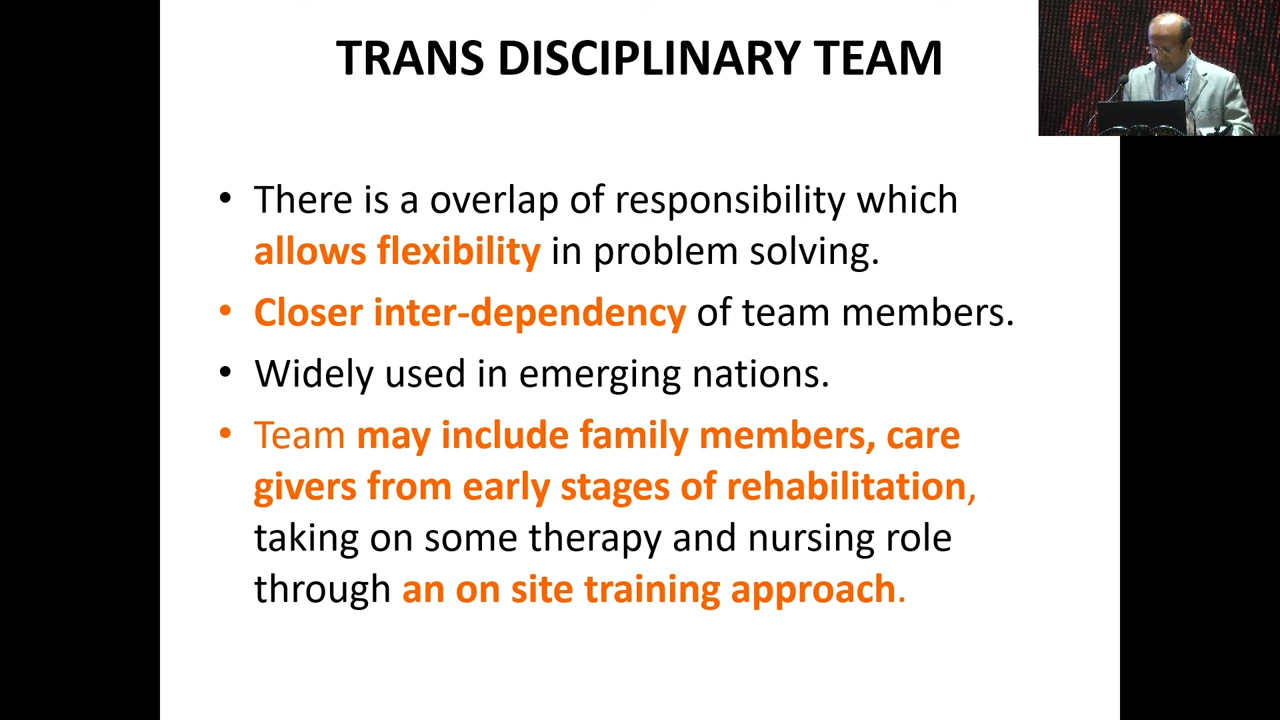 TRANS DISCIPLINARY TEAM
• There is a overlap of responsibility which
allows flexibility in problem solving.
• Closer inter-dependency of team members.
• Widely used in emerging nations.
• Team may include family members, care
givers from early stages of rehabilitation,
taking on some therapy and nursing role
through an on site training approach.